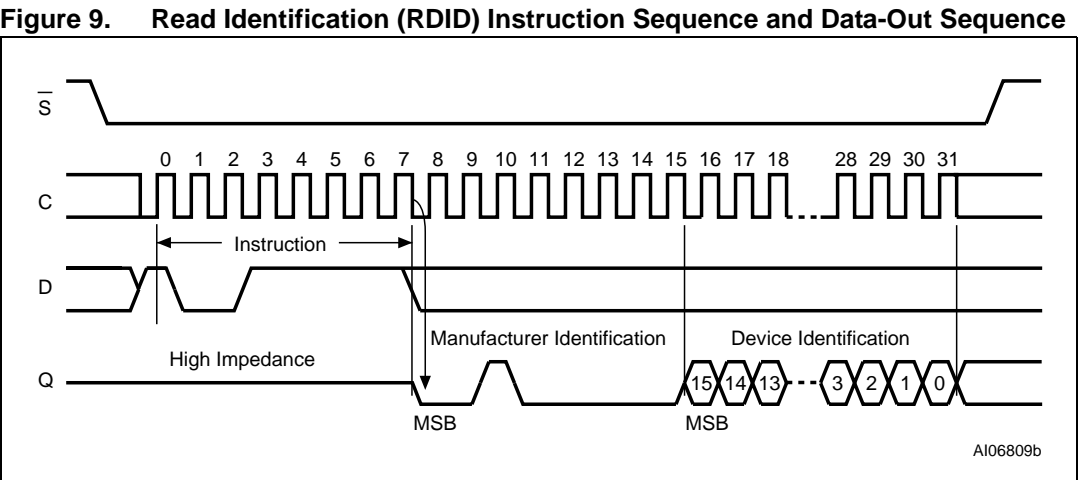 Figure 9. Read Identification (RDID) Instruction Sequence and Data-Out Sequence
S̅
0 1 2 3 4 5 6 7 8 9 10 11 12 13 14 15 16 17 18 28 29 30 31
C
Instruction
D
Manufacturer Identification Device Identification
High Impedance
Q 15 14 13 3 2 1 0
MSB MSB
AI06809b